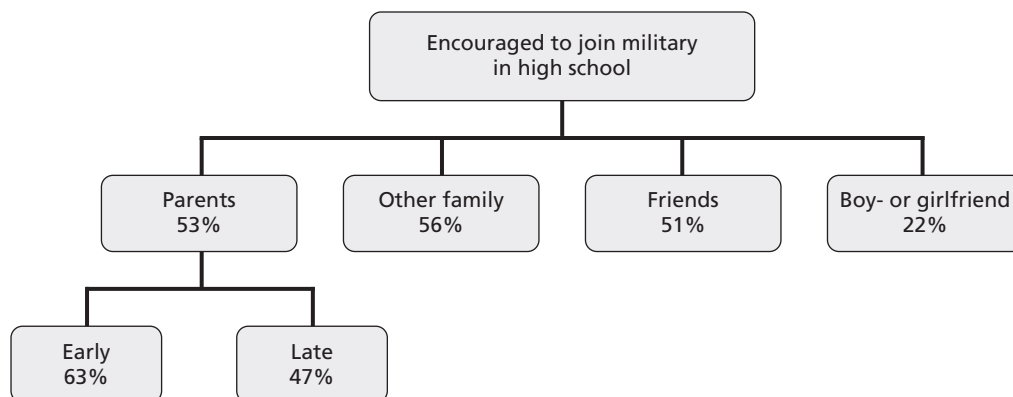 Encouraged to join military
in high school
Parents
53%
Other family
56%
Friends
51%
Boy- or girlfriend
22%
Early
63%
Late
47%